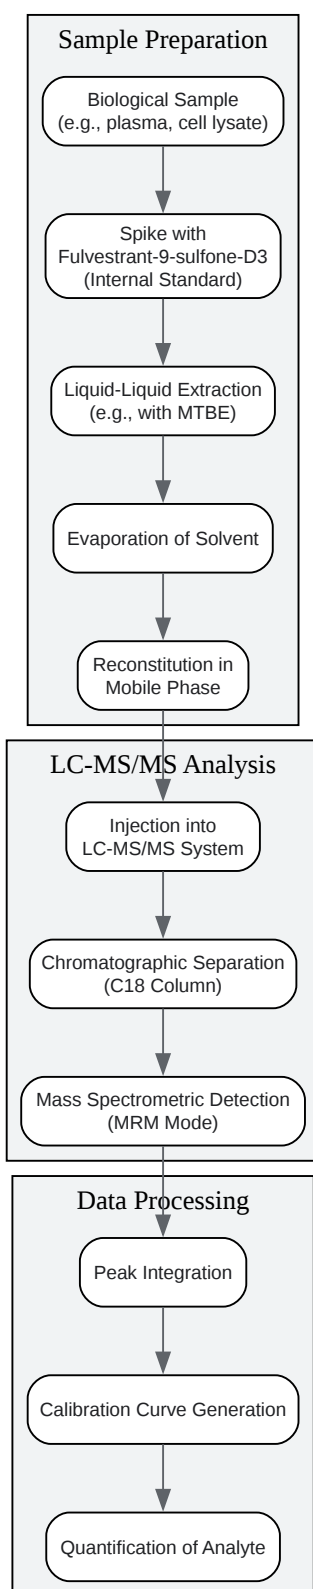 Sample Preparation
Biological Sample
(e.g., plasma, cell lysate)
Spike with
Fulvestrant-9-sulfone-D3
(Internal Standard)
Liquid-Liquid Extraction
(e.g., with MTBE)
Evaporation of Solvent
Reconstitution in
Mobile Phase
LC-MS/MS Analysis
Injection into
LC-MS/MS System
Chromatographic Separation
(C18 Column)
Mass Spectrometric Detection
(MRM Mode)
Data Processing
Peak Integration
Calibration Curve Generation
Quantification of Analyte